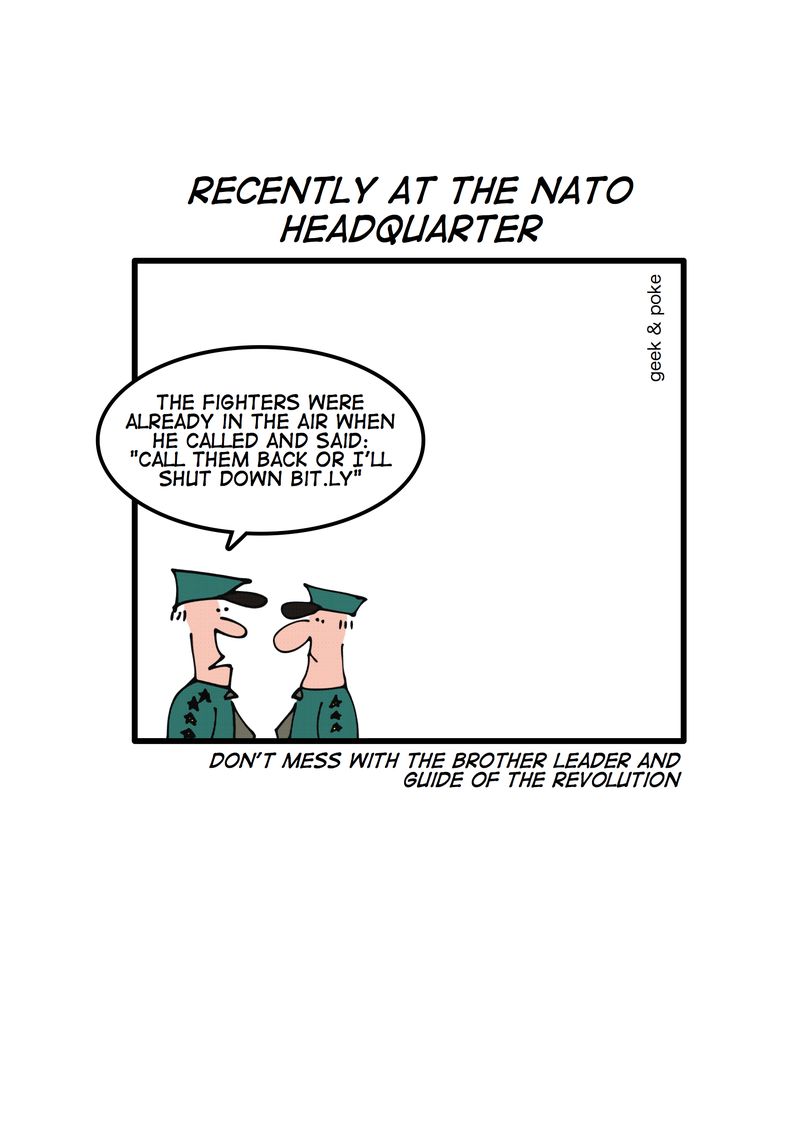 RECENTLY AT THE NATO
HEADQUARTER
geek & poke
THE FIGHTERS WERE
ALREADY IN THE AIR WHEN
HE CALLED AND SAID:
"CALL THEM BACK OR I'LL
SHUT DOWN BIT.LY"
DON'T MESS WITH THE BROTHER LEADER AND
GUIDE OF THE REVOLUTION